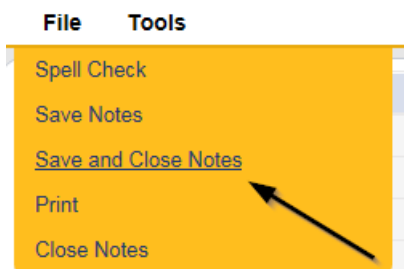 File Tools
Spell Check
Save Notes
Save and Close Notes
Print
Close Notes